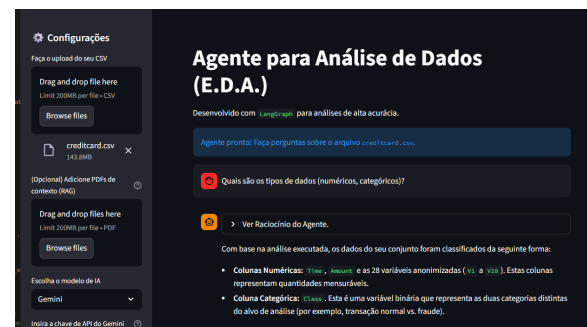 Configurações
Faça o upload do seu CSV
Drag and drop file here
Limit 200MB per file • CSV
Browse files
creditcard.csv
143.8MB
(Opcional) Adicione PDFs de
contexto (RAG)
Drag and drop files here
Limit 200MB per file • PDF
Browse files
Escolha o modelo de IA
Gemini
Insira a chave de API do Gemini
Agente para Análise de Dados
(E.D.A.)
Desenvolvido com LangGraph para análises de alta acurácia.
Agente pronto! Faça perguntas sobre o arquivo creditcard.csv.
Quais são os tipos de dados (numéricos, categóricos)?
> Ver Raciocínio do Agente.
Com base na análise executada, os dados do seu conjunto foram classificados da seguinte forma:
• Colunas Numéricas: Time, Amount e as 28 variáveis anonimizadas (V1 a V28). Estas colunas
representam quantidades mensuráveis.
• Coluna Categórica: Class. Esta é uma variável binária que representa as duas categorias distintas
do alvo de análise (por exemplo, transação normal vs. fraude).